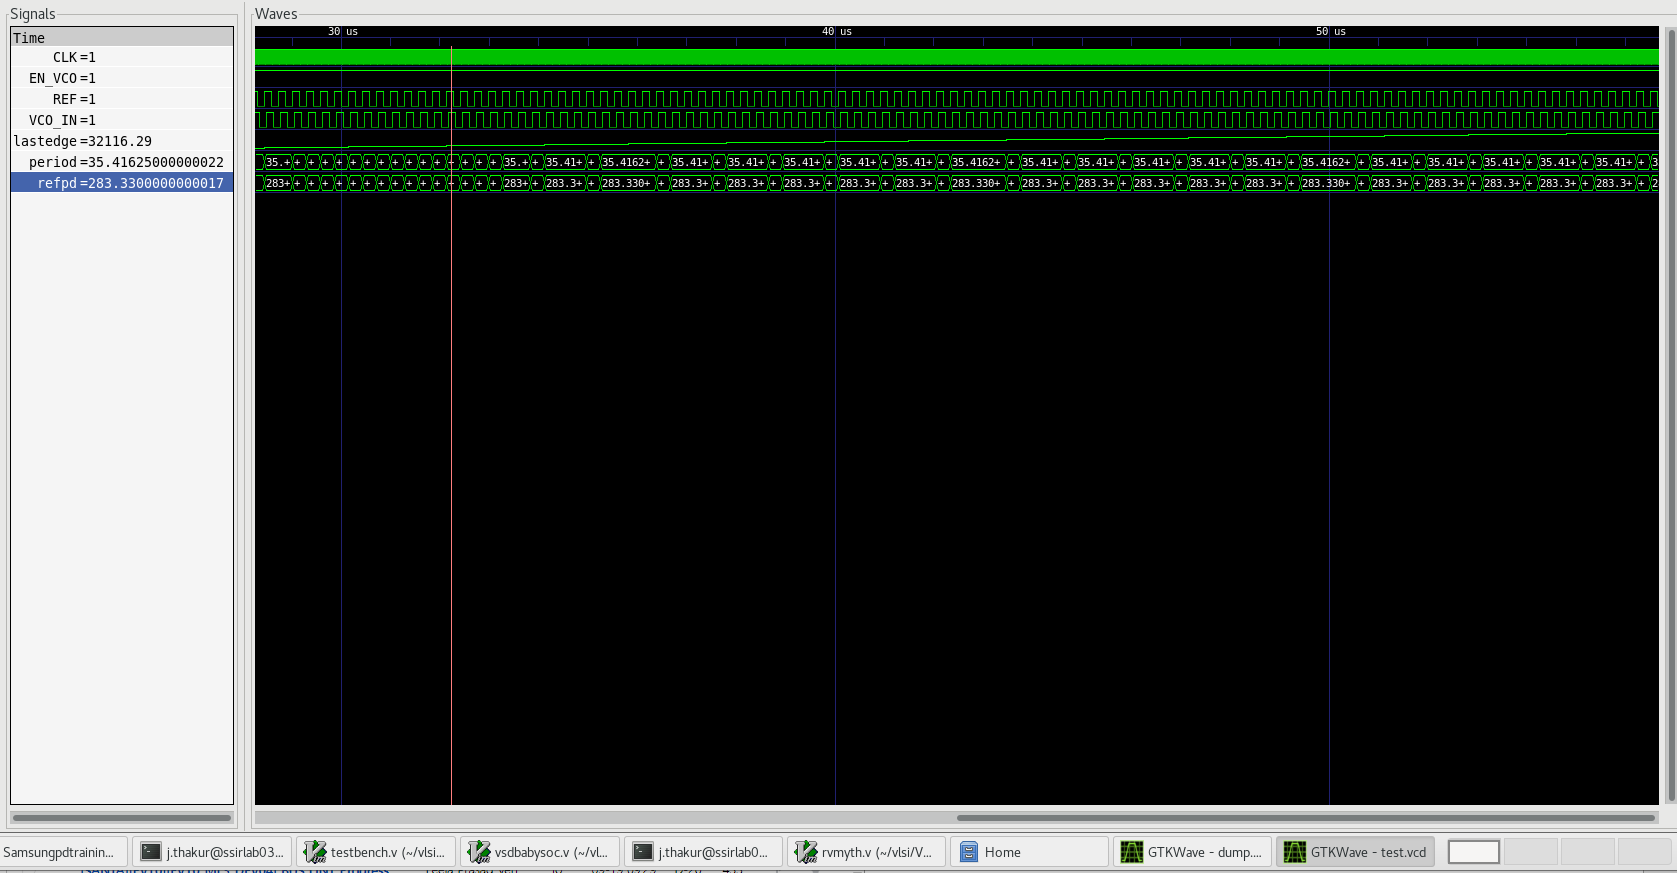 Signals
Waves
Time
30 us 40 us 50 us
CLK =1
EN_VCO =1
REF =1
VCO_IN =1
lastedge =32116.29
period =35.41625000000022
35.+ + + + + + + + + + + + + + + + 35.+ + 35.41+ + 35.4162+ + 35.41+ + 35.41+ + 35.41+ + 35.41+ + 35.41+ + 35.4162+ + 35.41+ + 35.41+ + 35.41+ + 35.41+ + 35.41+ + 35.4162+ + 35.41+ + 35.41+ + 35.41+ + 35.41+ + 3
refpd =283.3300000000017
283+ + + + + + + + + + + + + + + + 283+ + 283.3+ + 283.330+ + 283.3+ + 283.3+ + 283.3+ + 283.3+ + 283.3+ + 283.330+ + 283.3+ + 283.3+ + 283.3+ + 283.3+ + 283.3+ + 283.330+ + 283.3+ + 283.3+ + 283.3+ + 283.3+ + 2
Samsungpdtrainin...
j.thakur@ssirlab03...
testbench.v (~/vlsi...
vsdbabysoc.v (~/vl...
j.thakur@ssirlab0...
rvmyth.v (~/vlsi/V...
Home
GTKWave - dump....
GTKWave - test.vcd